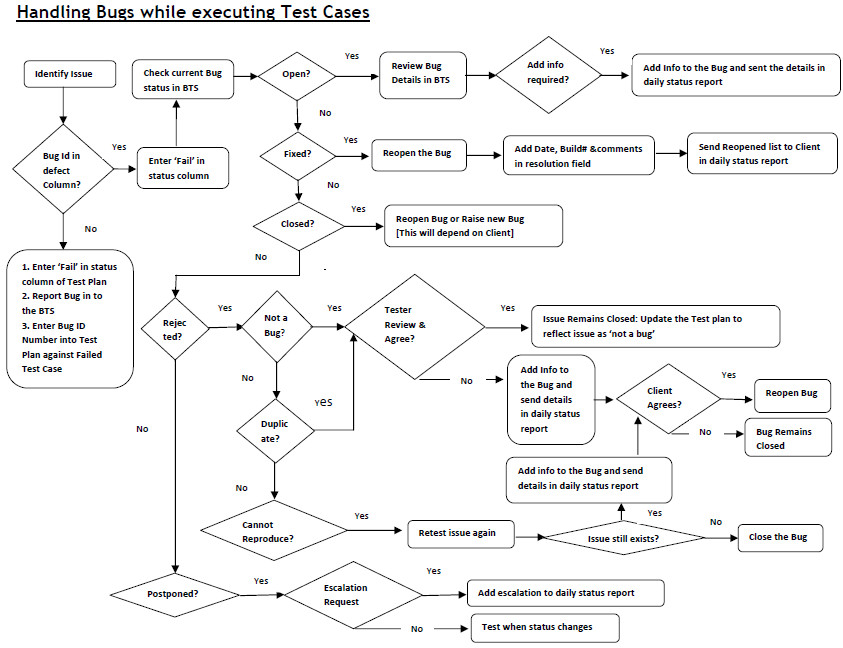 Handling Bugs while executing Test Cases
Identify Issue
Check current Bug
status in BTS
Open?
Yes
Review Bug
Details in BTS
Add info
required?
Yes
Add Info to the Bug and sent the details in
daily status report
No
Bug Id in
defect
Column?
Yes
Enter ‘Fail’ in
status column
Fixed?
Yes
Reopen the Bug
Add Date, Build# &comments
in resolution field
Send Reopened list to Client
in daily status report
No
No
Closed?
Yes
Reopen Bug or Raise new Bug
[This will depend on Client]
No
1. Enter ‘Fail’ in status
column of Test Plan
2. Report Bug in to
the BTS
3. Enter Bug ID
Number into Test
Plan against Failed
Test Case
Rejec
ted?
Yes
Not a
Bug?
Yes
Tester
Review &
Agree?
Yes
Issue Remains Closed: Update the Test plan to
reflect issue as ‘not a bug’
No
No
Add Info to
the Bug and
send details
in daily status
report
Client
Agrees?
Yes
Reopen Bug
No
Bug Remains
Closed
No
Duplic
ate?
yes
No
Add info to the Bug and send
details in daily status report
Cannot
Reproduce?
Yes
Retest issue again
Issue still exists?
Yes
No
Close the Bug
Postponed?
Yes
Escalation
Request
Yes
Add escalation to daily status report
No
Test when status changes